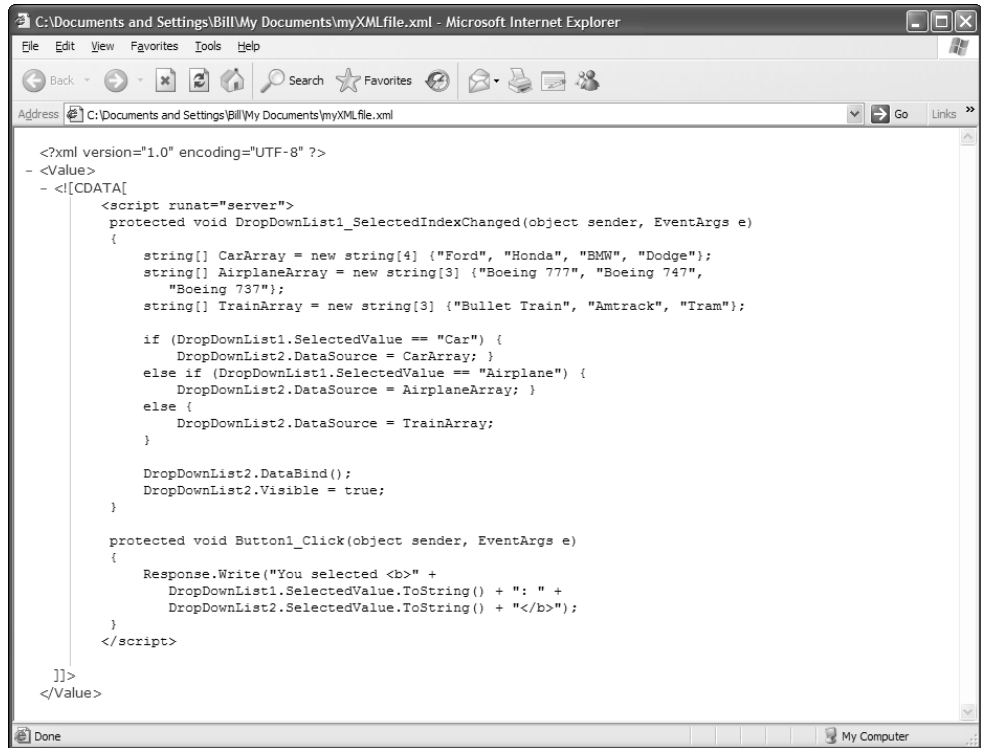 C:\Documents and Settings\Bill\My Documents\myXMLfile.xml - Microsoft Internet Explorer
File Edit View Favorites Tools Help
Back Search Favorites
Address C:\Documents and Settings\Bill\My Documents\myXMLfile.xml Go Links »
<?xml version="1.0" encoding="UTF-8" ?>
- <Value>
- <![CDATA[
<script runat="server">
protected void DropDownList1_SelectedIndexChanged(object sender, EventArgs e)
{
string[] CarArray = new string[4] {"Ford", "Honda", "BMW", "Dodge"};
string[] AirplaneArray = new string[3] {"Boeing 777", "Boeing 747",
"Boeing 737"};
string[] TrainArray = new string[3] {"Bullet Train", "Amtrack", "Tram"};
if (DropDownList1.SelectedValue == "Car") {
DropDownList2.DataSource = CarArray; }
else if (DropDownList1.SelectedValue == "Airplane") {
DropDownList2.DataSource = AirplaneArray; }
else {
DropDownList2.DataSource = TrainArray;
}
DropDownList2.DataBind();
DropDownList2.Visible = true;
}
protected void Button1_Click(object sender, EventArgs e)
{
Response.Write("You selected <b>" +
DropDownList1.SelectedValue.ToString() + ": " +
DropDownList2.SelectedValue.ToString() + "</b>");
}
</script>
]]>
</Value>
Done My Computer